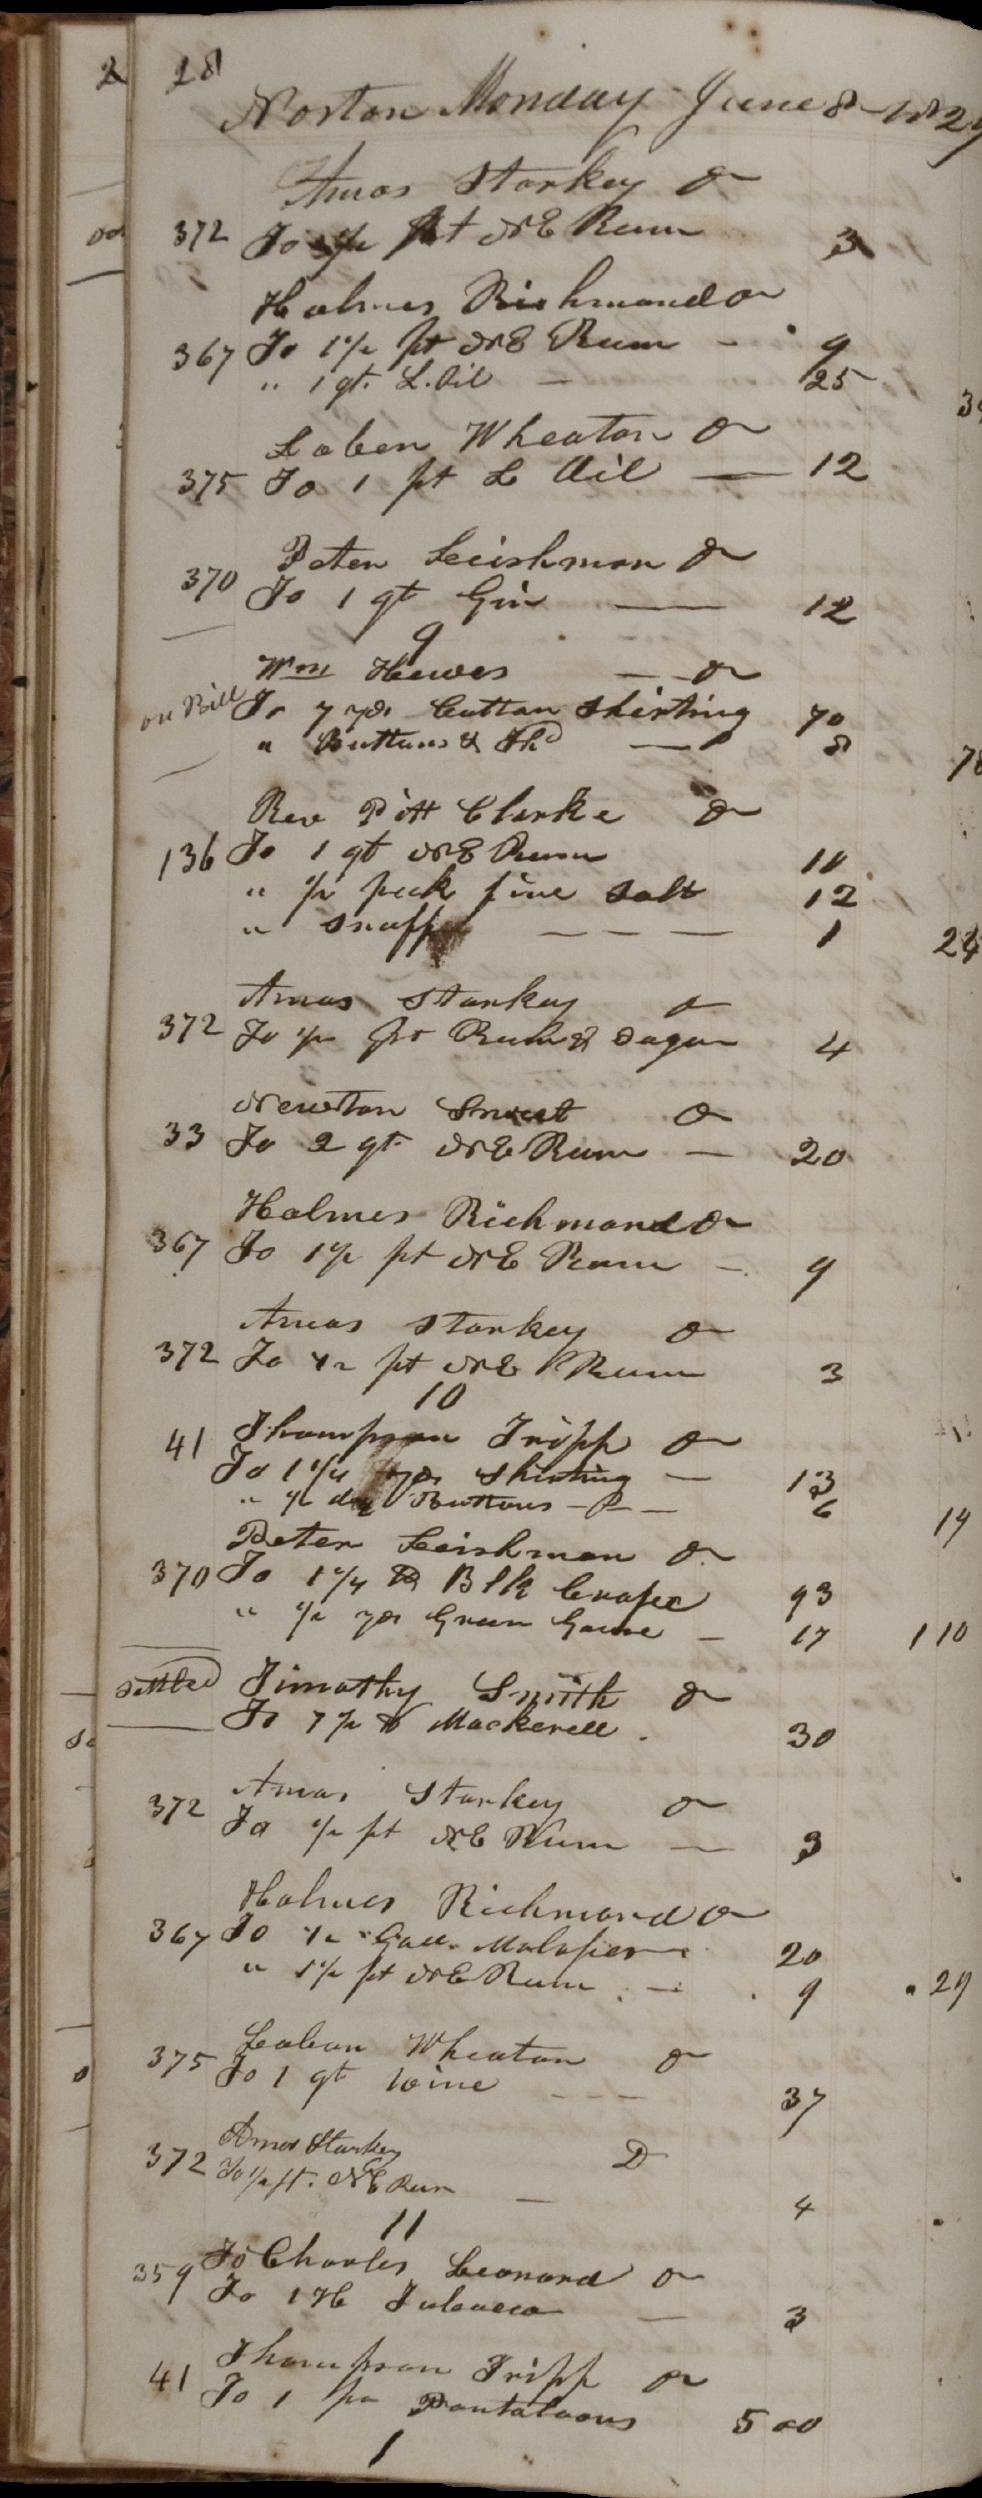 28
Norton Monday June 8 - 1829
Amos Starkey Dr
372 To 1/2 pt N E Rum 3
Holmes Richmond Dr
367 To 1 1/2 pt N E Rum - 9
" 1 qt. L. Oil - 25 34
Laben Wheaton Dr
375 To 1 pt L Oil — 12
Peter Leishman Dr
370 To 1 qt Gin — 12
9
Wm Hewes — Dr
on Bill To 7 yds Cotton Shirting 70
" Buttons & Thd — 8 78
Rev Pitt Clarke Dr
136 To 1 qt N E Rum 11
" 1/2 peck fine Salt 12
" Snuff — — — 1 24
Amos Starkey Dr
372 To 1/2 pt Rum & Sugar 4
Newton Sweet Dr
33 To 2 qt N E Rum — 20
Holmes Richmond Dr
367 To 1 1/2 pt N E Rum - 9
Amos Starkey Dr
372 To 1/2 pt N E Rum 3
10
41 Thompson Tripp Dr
To 1 1/4 yds Shirting — 13
" 1/2 dz Buttons — 6 19
Peter Leishman Dr
370 To 1 1/4 Blk Crape 93
" 1/2 yds Green Gauze - 17 110
Settled Timothy Smith Dr
To 7 1/2 lb Mackerell 30
Amos Starkey Dr
372 To 1/2 pt N E Rum — 3
Holmes Richmond Dr
367 To 1/2 Gall. Molasses 20
" 1 1/2 pt N E Rum - 9 29
Laban Wheaton Dr
375 To 1 qt Wine - - - 37
Amos Starkey D
372 To 1/2 pt. N E Rum — 4
11
359 To Charles Leonard Dr
To 1 H Tobacco — 3
Thompson Tripp Dr
41 To 1 pr Pantaloons 5 00
1